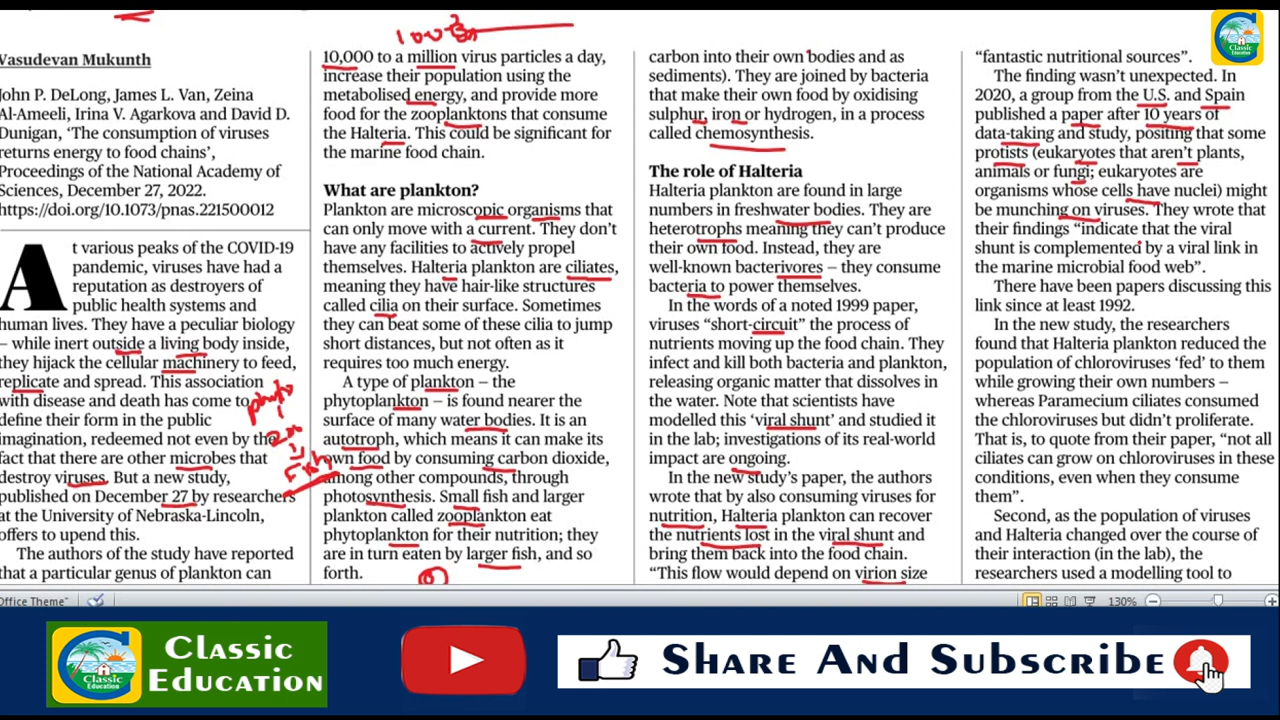 Vasudevan Mukunth
John P. DeLong, James L. Van, Zeina
Al-Ameeli, Irina V. Agarkova and David D.
Dunigan, ‘The consumption of viruses
returns energy to food chains’,
Proceedings of the National Academy of
Sciences, December 27, 2022.
https://doi.org/10.1073/pnas.221500012
At various peaks of the COVID-19
pandemic, viruses have had a
reputation as destroyers of
public health systems and
human lives. They have a peculiar biology
– while inert outside a living body inside,
they hijack the cellular machinery to feed,
replicate and spread. This association
with disease and death has come to
define their form in the public
imagination, redeemed not even by the
fact that there are other microbes that
destroy viruses. But a new study,
published on December 27 by researchers
at the University of Nebraska-Lincoln,
offers to upend this.
The authors of the study have reported
that a particular genus of plankton can
phyto
zoo
Fish
10,000 to a million virus particles a day,
increase their population using the
metabolised energy, and provide more
food for the zooplanktons that consume
the Halteria. This could be significant for
the marine food chain.
What are plankton?
Plankton are microscopic organisms that
can only move with a current. They don’t
have any facilities to actively propel
themselves. Halteria plankton are ciliates,
meaning they have hair-like structures
called cilia on their surface. Sometimes
they can beat some of these cilia to jump
short distances, but not often as it
requires too much energy.
A type of plankton – the
phytoplankton – is found nearer the
surface of many water bodies. It is an
autotroph, which means it can make its
own food by consuming carbon dioxide,
among other compounds, through
photosynthesis. Small fish and larger
plankton called zooplankton eat
phytoplankton for their nutrition; they
are in turn eaten by larger fish, and so
forth.
carbon into their own bodies and as
sediments). They are joined by bacteria
that make their own food by oxidising
sulphur, iron or hydrogen, in a process
called chemosynthesis.
The role of Halteria
Halteria plankton are found in large
numbers in freshwater bodies. They are
heterotrophs meaning they can’t produce
their own food. Instead, they are
well-known bacterivores – they consume
bacteria to power themselves.
In the words of a noted 1999 paper,
viruses “short-circuit” the process of
nutrients moving up the food chain. They
infect and kill both bacteria and plankton,
releasing organic matter that dissolves in
the water. Note that scientists have
modelled this ‘viral shunt’ and studied it
in the lab; investigations of its real-world
impact are ongoing.
In the new study’s paper, the authors
wrote that by also consuming viruses for
nutrition, Halteria plankton can recover
the nutrients lost in the viral shunt and
bring them back into the food chain.
“This flow would depend on virion size
“fantastic nutritional sources”.
The finding wasn’t unexpected. In
2020, a group from the U.S. and Spain
published a paper after 10 years of
data-taking and study, positing that some
protists (eukaryotes that aren’t plants,
animals or fungi; eukaryotes are
organisms whose cells have nuclei) might
be munching on viruses. They wrote that
their findings “indicate that the viral
shunt is complemented by a viral link in
the marine microbial food web”.
There have been papers discussing this
link since at least 1992.
In the new study, the researchers
found that Halteria plankton reduced the
population of chloroviruses ‘fed’ to them
while growing their own numbers –
whereas Paramecium ciliates consumed
the chloroviruses but didn’t proliferate.
That is, to quote from their paper, “not all
ciliates can grow on chloroviruses in these
conditions, even when they consume
them”.
Second, as the population of viruses
and Halteria changed over the course of
their interaction (in the lab), the
researchers used a modelling tool to
Classic
Education
Office Theme"
130%
Classic
Education
Classic
Education
Share And Subscribe